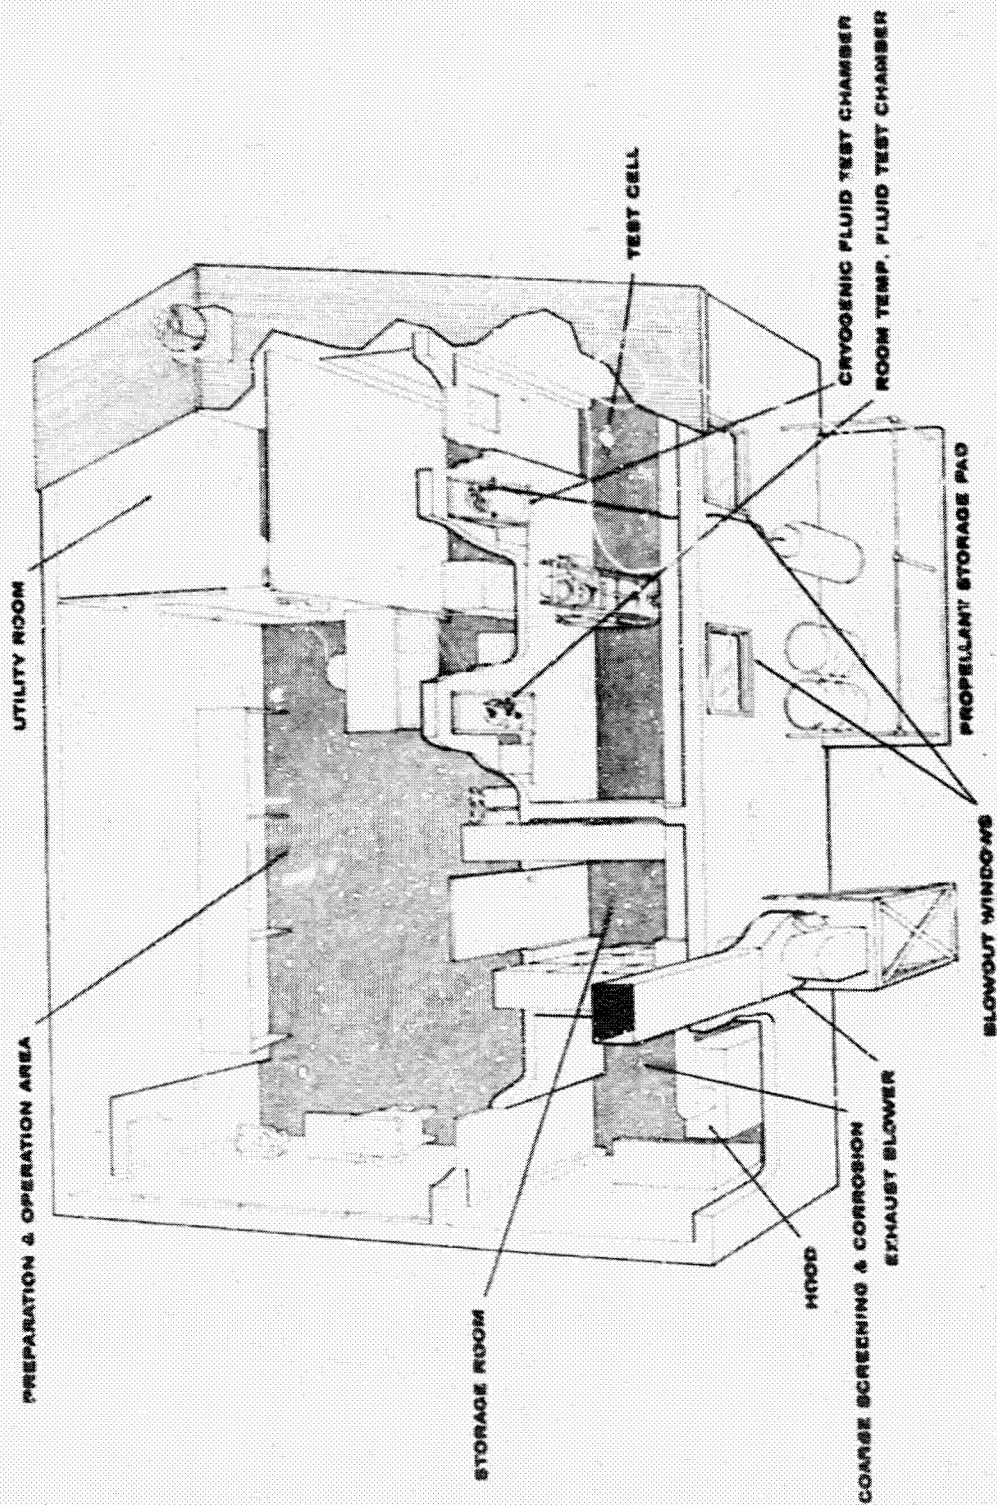 PREPARATION & OPERATION AREA
UTILITY ROOM
STORAGE ROOM
TEST CELL
HOOD
CRYOGENIC FLUID TEST CHAMBER
COARSE SCREENING & CORROSION
ROOM TEMP. FLUID TEST CHAMBER
EXHAUST BLOWER
PROPELLANT STORAGE PAD
BLOWOUT WINDOWS